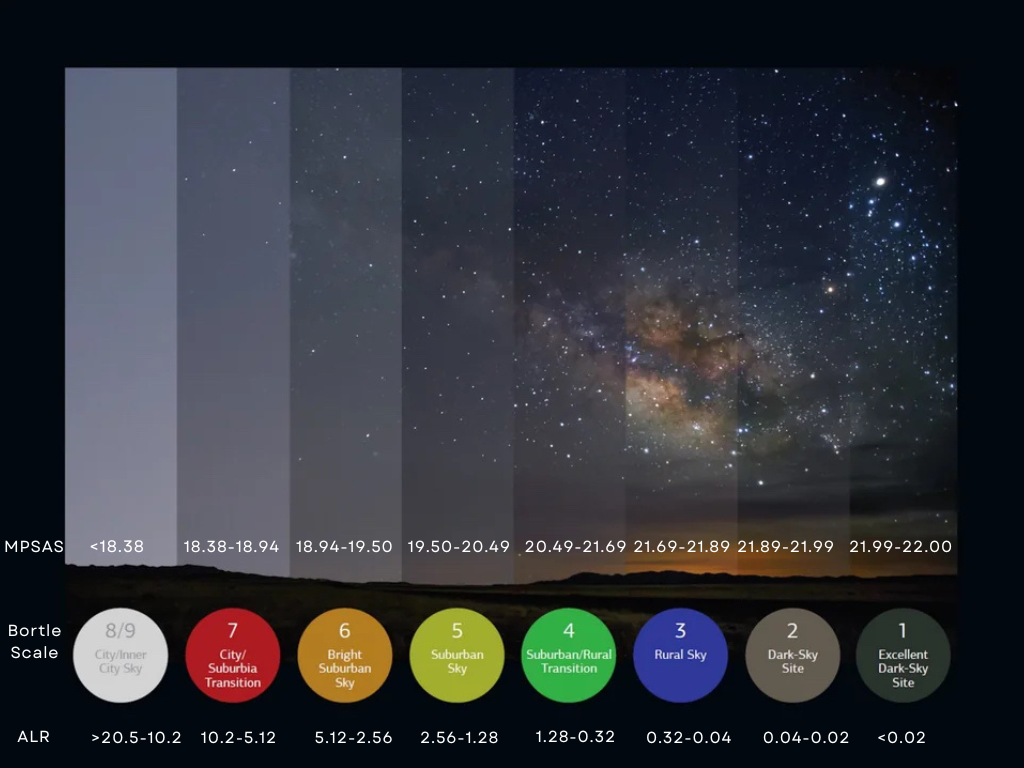 MPSAS <18.38 18.38-18.94 18.94-19.50 19.50-20.49 20.49-21.69 21.69-21.89 21.89-21.99 21.99-22.00
Bortle
Scale
8/9
City/Inner
City Sky
7
City/
Suburbia
Transition
6
Bright
Suburban
Sky
5
Suburban
Sky
4
Suburban/Rural
Transition
3
Rural Sky
2
Dark-Sky
Site
1
Excellent
Dark-Sky
Site
ALR >20.5-10.2 10.2-5.12 5.12-2.56 2.56-1.28 1.28-0.32 0.32-0.04 0.04-0.02 <0.02